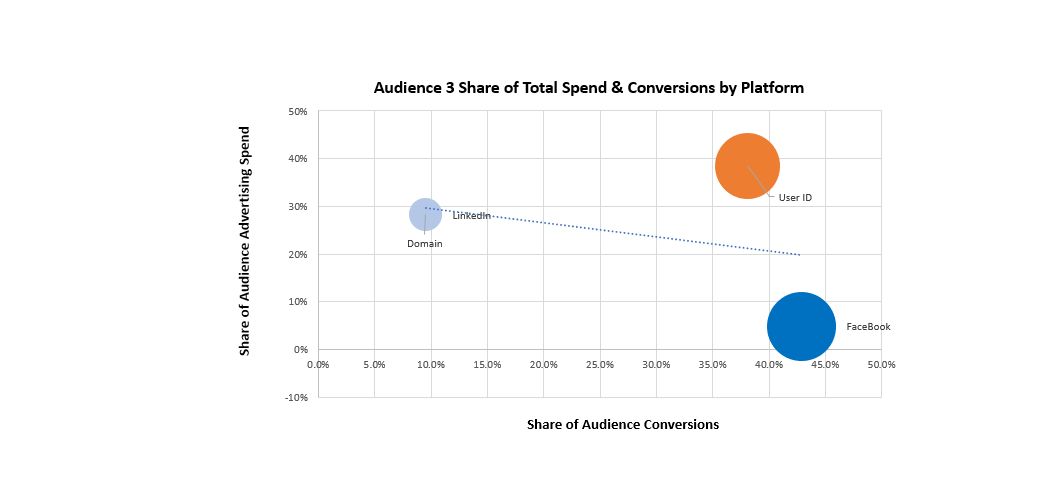 Audience 3 Share of Total Spend & Conversions by Platform
Share of Audience Advertising Spend
50%
40%
30%
20%
10%
0%
-10%
User ID
LinkedIn
Domain
FaceBook
0.0%
5.0%
10.0%
15.0%
20.0%
25.0%
30.0%
35.0%
40.0%
45.0%
50.0%
Share of Audience Conversions